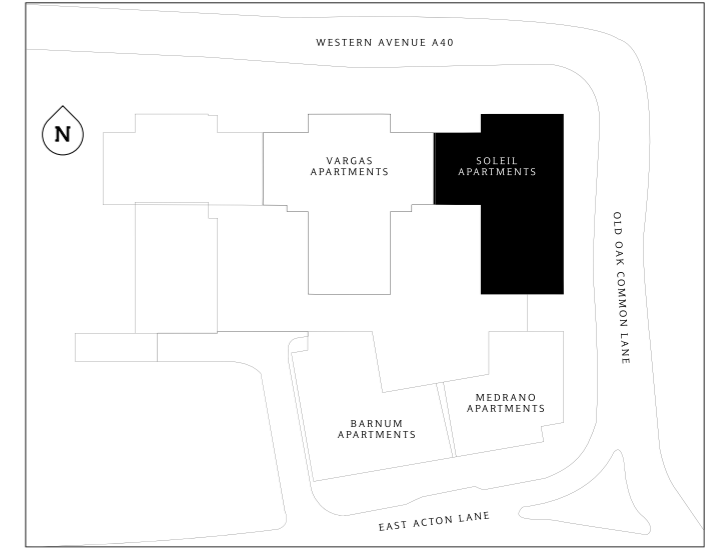 WESTERN AVENUE A40
N
VARGAS
APARTMENTS
SOLEIL
APARTMENTS
OLD OAK COMMON LANE
MEDRANO
APARTMENTS
BARNUM
APARTMENTS
EAST ACTON LANE